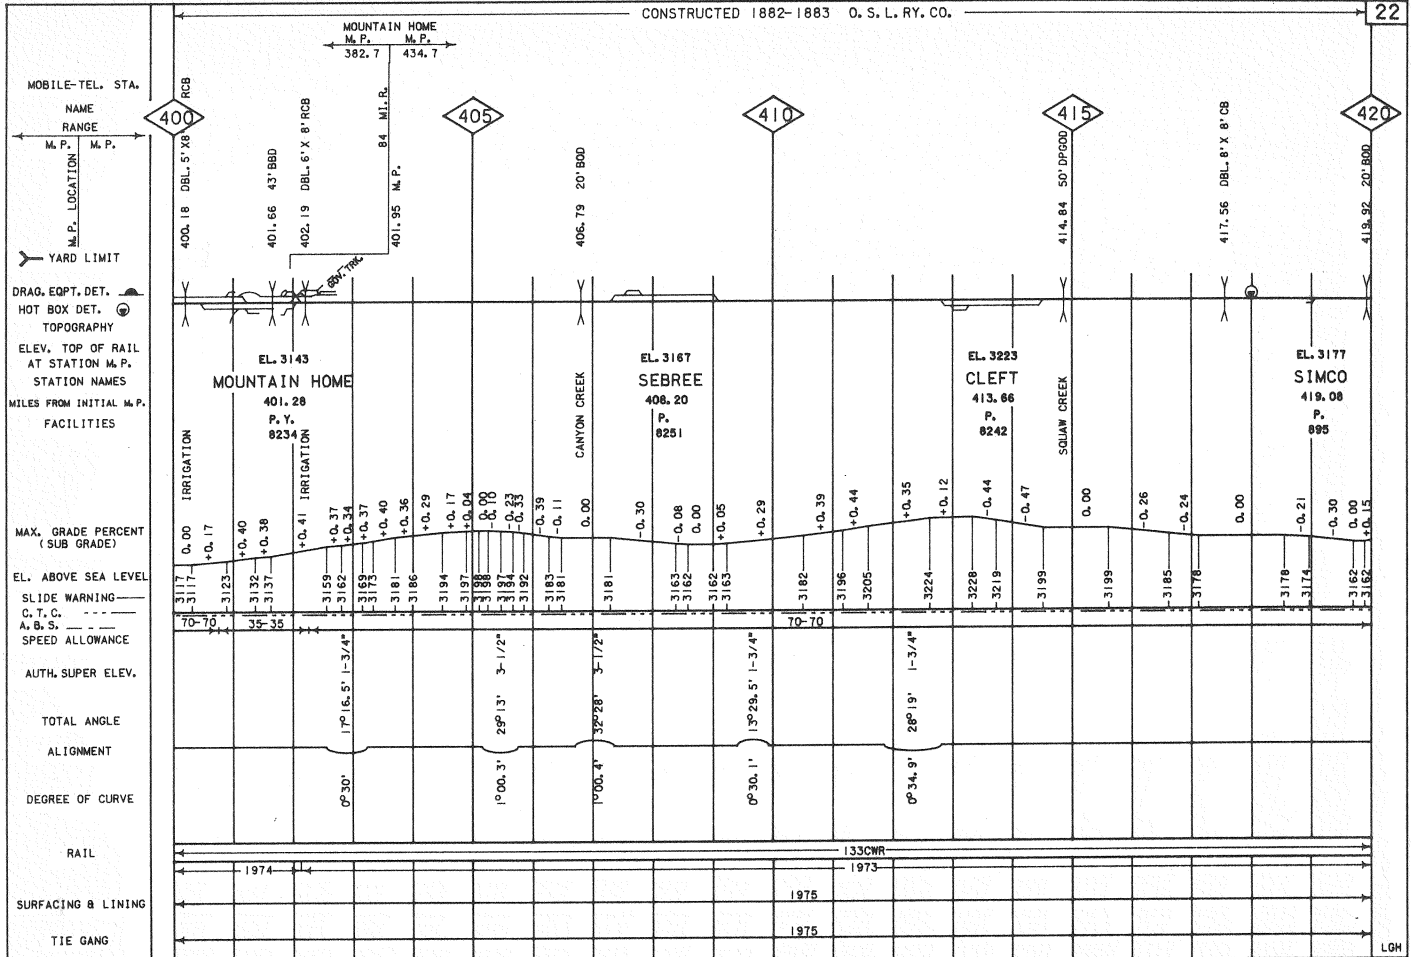 CONSTRUCTED 1882-1883 O.S.L.RY.CO.
22
MOUNTAIN HOME
M.P. M.P.
382.7 434.7
MOBILE-TEL. STA.
NAME
RANGE
M.P. M.P.
M.P. LOCATION
400
405
410
415
420
400.18 DBL. 5'X8' RCB
401.66 43'BBD
402.19 DBL. 6'X 8'RCB
84 MI.R.
401.95 M.P.
406.79 20'BOD
414.84 50'DPGOD
417.56 DBL. 8'X 8'CB
419.92 20'BOD
YARD LIMIT
GOV. TRK.
DRAG. EQPT. DET.
HOT BOX DET.
TOPOGRAPHY
ELEV. TOP OF RAIL
AT STATION M.P.
STATION NAMES
MILES FROM INITIAL M.P.
FACILITIES
EL. 3143
MOUNTAIN HOME
401.28
P.Y.
8234
EL. 3167
SEBREE
408.20
P.
8251
EL. 3223
CLEFT
413.66
P.
8242
EL. 3177
SIMCO
419.08
P.
895
IRRIGATION
IRRIGATION
CANYON CREEK
SQUAW CREEK
MAX. GRADE PERCENT
(SUB GRADE)
0.00 +0.17 +0.40 +0.38 +0.41 +0.37 +0.34 +0.37 +0.40 +0.36 +0.29 +0.17 +0.04 0.00 -0.10 -0.23 -0.33 -0.39 -0.11 0.00 -0.30 -0.08 0.00 +0.05 +0.29 +0.39 +0.44 +0.35 +0.12 -0.44 -0.47 0.00 -0.26 -0.24 0.00 -0.21 -0.30 0.00 +0.15
EL. ABOVE SEA LEVEL
3117 3117 3123 3132 3137 3159 3162 3169 3173 3181 3186 3194 3197 3198 3198 3197 3194 3192 3183 3181 3181 3163 3162 3162 3163 3182 3196 3205 3224 3228 3219 3199 3199 3185 3178 3178 3174 3162 3162
SLIDE WARNING
C.T.C.
A.B.S.
SPEED ALLOWANCE
70-70 35-35 70-70
AUTH. SUPER ELEV.
1-3/4" 3-1/2" 3-1/2" 1-3/4" 1-3/4"
TOTAL ANGLE
17°16.5' 29°13' 32°28' 13°29.5' 28°19'
ALIGNMENT
DEGREE OF CURVE
0°30' 1°00.3' 1°00.4' 0°30.1' 0°34.9'
RAIL
133CWR
1974 1973
SURFACING & LINING
1975
TIE GANG
1975
LGH